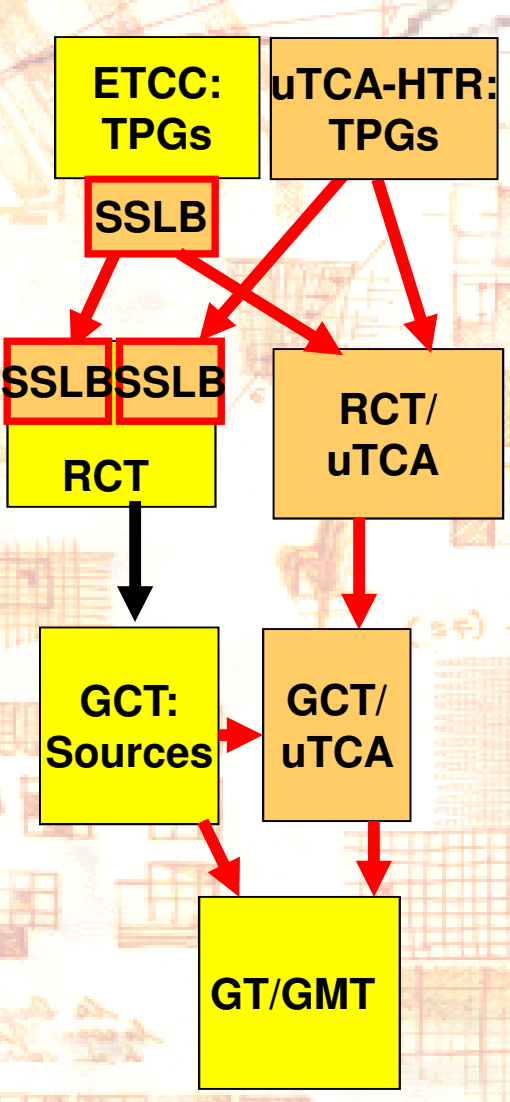 ETCC:
TPGs
uTCA-HTR:
TPGs
SSLB
SSLB
SSLB
RCT
RCT/
uTCA
GCT:
Sources
GCT/
uTCA
GT/GMT